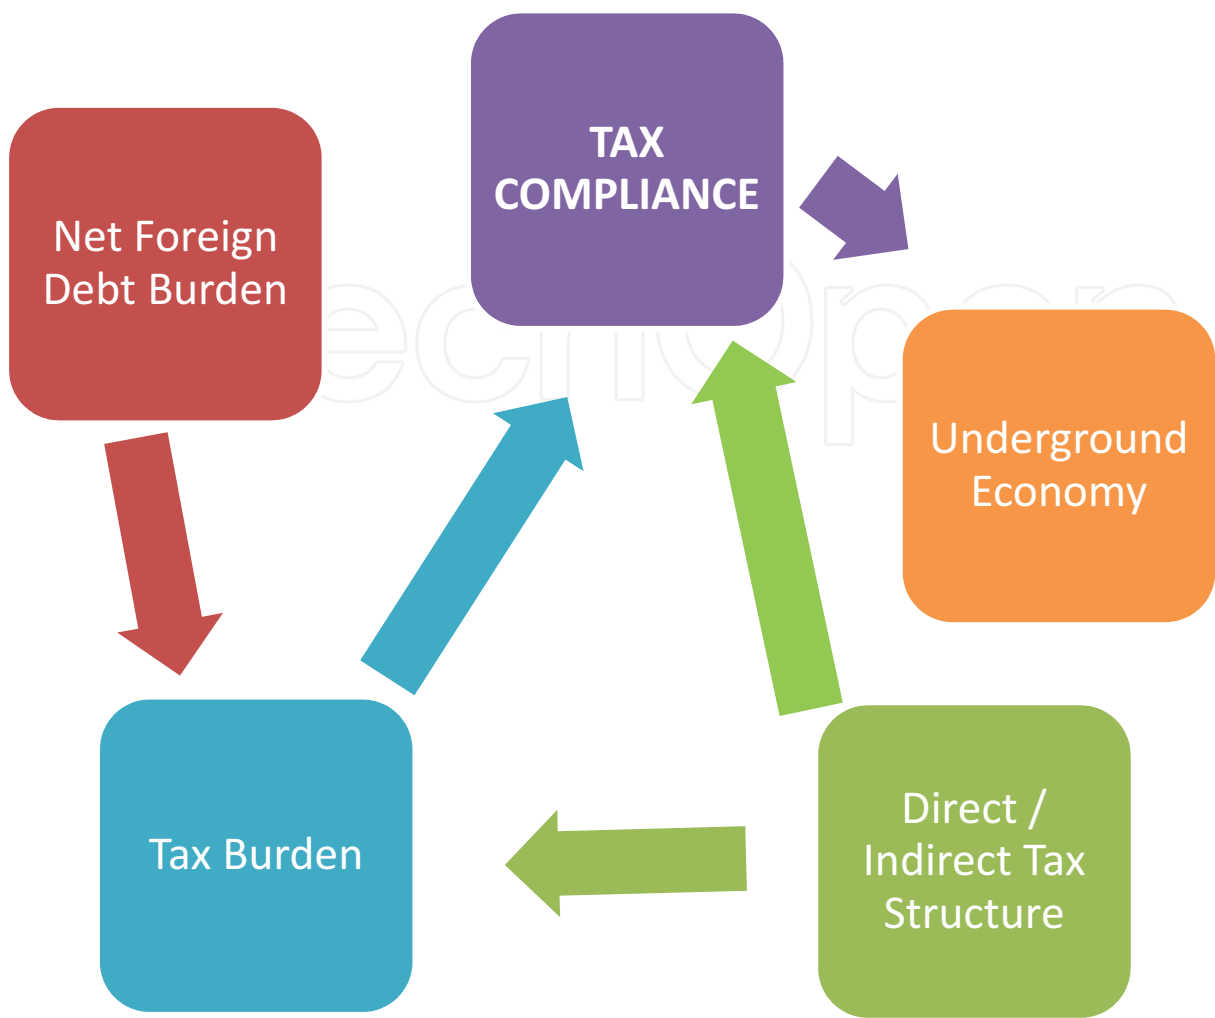 TAX
COMPLIANCE
Net Foreign
Debt Burden
Underground
Economy
Tax Burden
Direct /
Indirect Tax
Structure